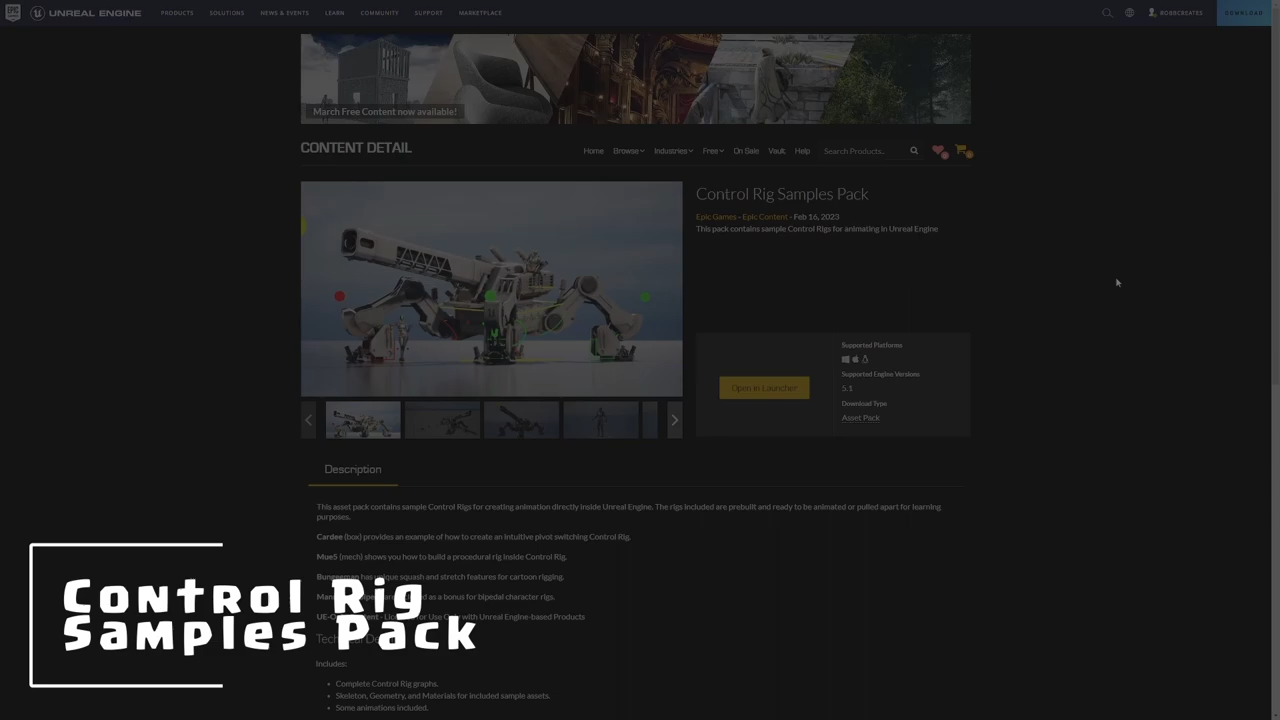 EPIC GAMES
UNREAL ENGINE PRODUCTS SOLUTIONS NEWS & EVENTS LEARN COMMUNITY SUPPORT MARKETPLACE ROBBCREATES DOWNLOAD
March Free Content now available!
CONTENT DETAIL
Home Browse Industries Free On Sale Vault Help Search Products..
Control Rig Samples Pack
Epic Games - Epic Content - Feb 16, 2023
This pack contains sample Control Rigs for animating in Unreal Engine
Supported Platforms
Supported Engine Versions
5.1
Open in Launcher
Download Type
Asset Pack
Description
This asset pack contains sample Control Rigs for creating animation directly inside Unreal Engine. The rigs included are prebuilt and ready to be animated or pulled apart for learning
purposes.
Cardee (box) provides an example of how to create an intuitive pivot switching Control Rig.
Mue5 (mech) shows you how to build a procedural rig inside Control Rig.
Bungeeman has unique squash and stretch features for cartoon rigging.
as a bonus for bipedal character rigs.
for Use Only with Unreal Engine-based Products
Control Rig
Samples Pack
Includes:
Complete Control Rig graphs.
Skeleton, Geometry, and Materials for included sample assets.
Some animations included.